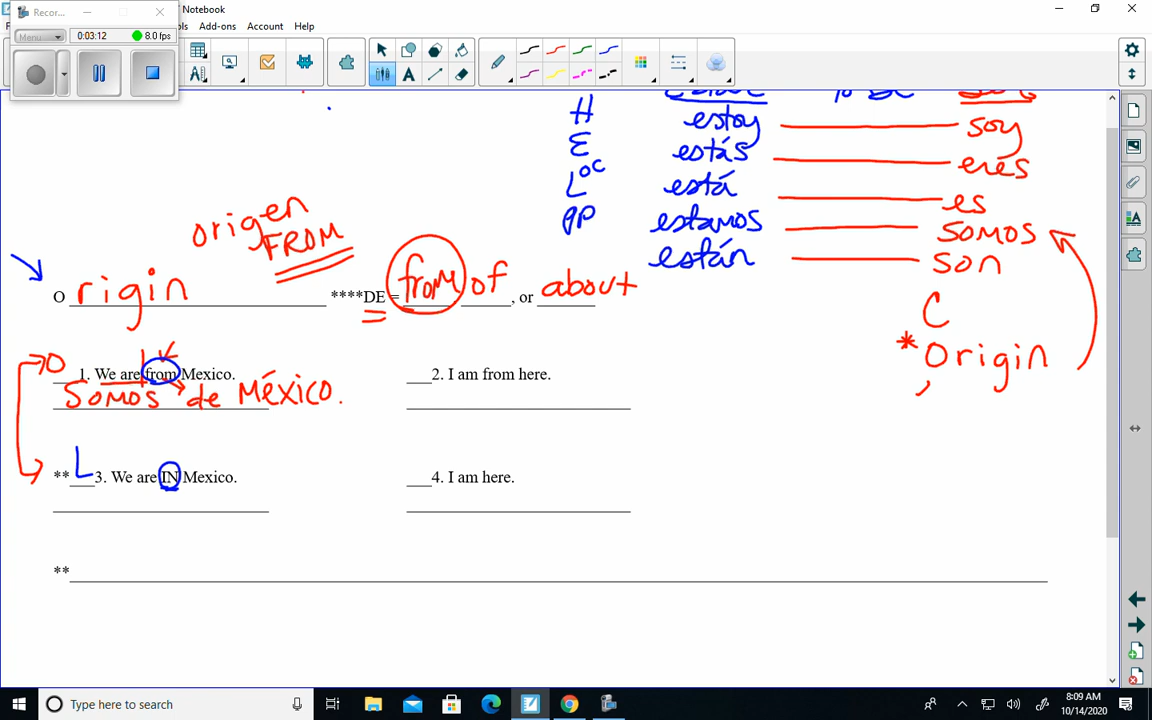 Recor...
Notebook
Menu
0:03:12
8.0 fps
ols Add-ons Account Help
H estoy soy
E estás eres
LOC está es
PP estamos somos
están son
origen
FROM
O rigin ****DE = from of, or about
C
*Origin
O 1. We are from Mexico.
Somos de México.
2. I am from here.
** L 3. We are IN Mexico.
4. I am here.
**
Type here to search
8:09 AM
10/14/2020